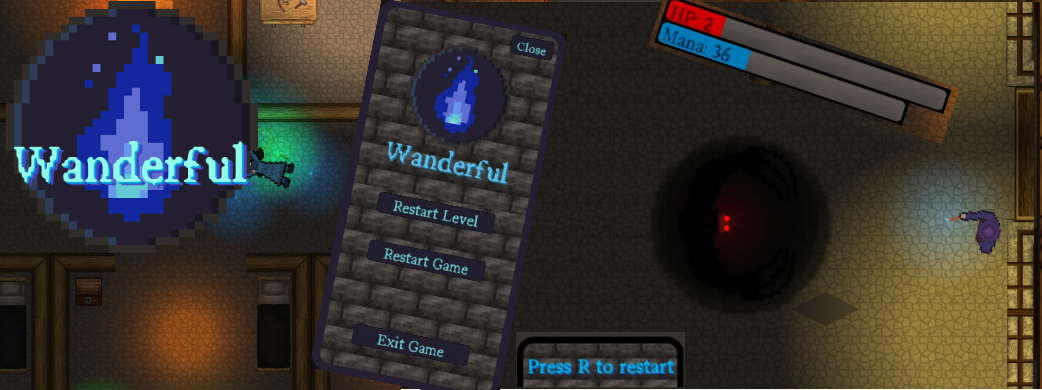 Wanderful
Close
Wanderful
Restart Level
Restart Game
Exit Game
HP: 2
Mana: 36
Press R to restart